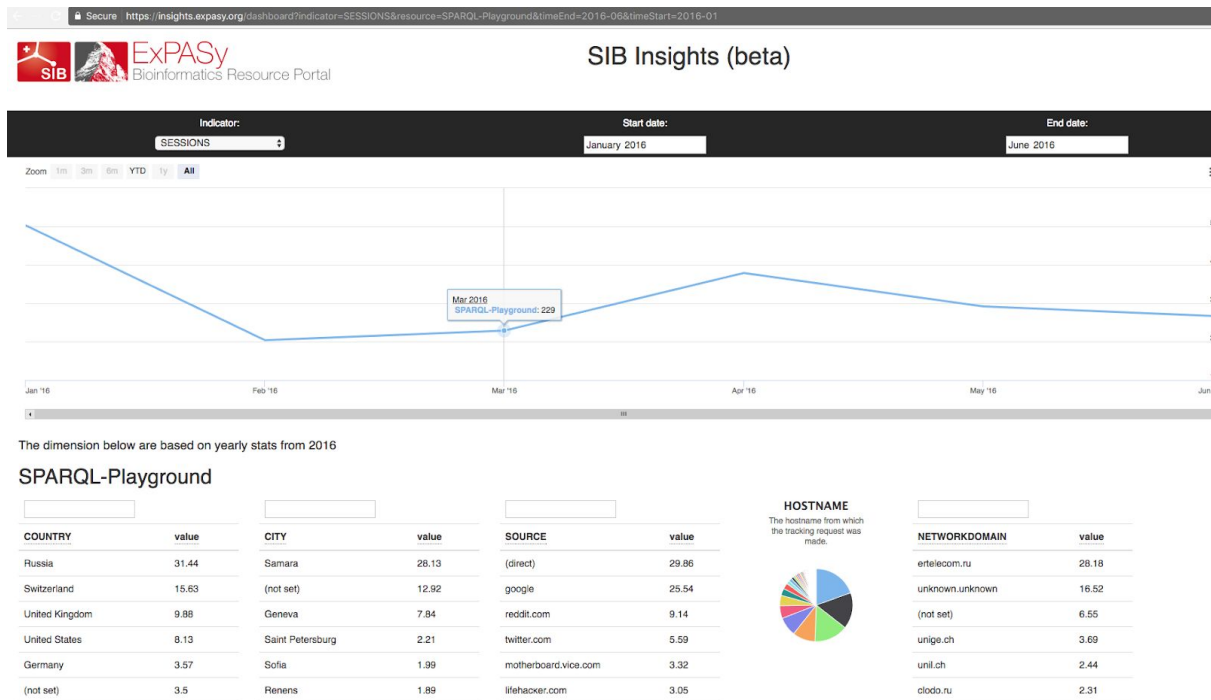 Secure https://insights.expasy.org/dashboard?indicator=SESSIONS&resource=SPARQL-Playground&timeEnd=2016-06&timeStart=2016-01
SIB
ExPASy
Bioinformatics Resource Portal
SIB Insights (beta)
Indicator: Start date: End date:
SESSIONS January 2016 June 2016
Zoom 1m 3m 6m YTD 1y All
Mar 2016
SPARQL-Playground: 229
Jan '16 Feb '16 Mar '16 Apr '16 May '16 Jun
The dimension below are based on yearly stats from 2016
SPARQL-Playground
HOSTNAME
The hostname from which
the tracking request was
made.
COUNTRY value CITY value SOURCE value NETWORKDOMAIN value
Russia 31.44 Samara 28.13 (direct) 29.86 ertelecom.ru 28.18
Switzerland 15.63 (not set) 12.92 google 25.54 unknown.unknown 16.52
United Kingdom 9.88 Geneva 7.84 reddit.com 9.14 (not set) 6.55
United States 8.13 Saint Petersburg 2.21 twitter.com 5.59 unige.ch 3.69
Germany 3.57 Sofia 1.99 motherboard.vice.com 3.32 unil.ch 2.44
(not set) 3.5 Renens 1.89 lifehacker.com 3.05 clodo.ru 2.31